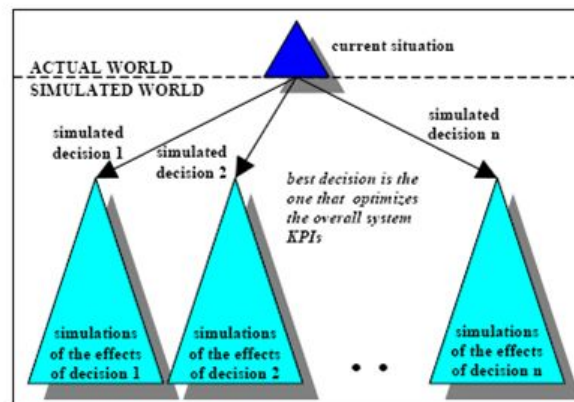 current situation
ACTUAL WORLD
SIMULATED WORLD
simulated
decision 1
simulated
decision 2
simulated
decision n
best decision is the
one that optimizes
the overall system
KPIs
simulations
of the effects
of decision 1
simulations
of the effects
of decision 2
simulations
of the effects
of decision n